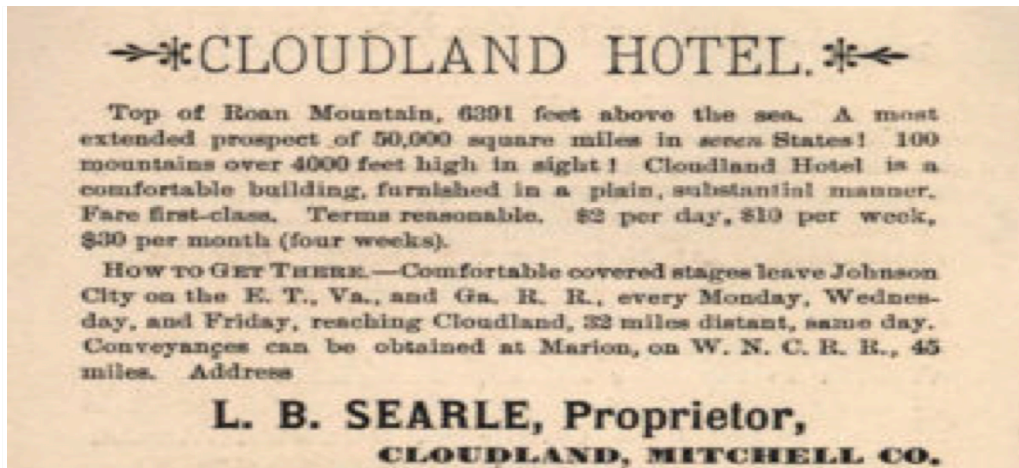 CLOUDLAND HOTEL.
Top of Roan Mountain, 6391 feet above the sea. A most
extended prospect of 50,000 square miles in seven States! 100
mountains over 4000 feet high in sight! Cloudland Hotel is a
comfortable building, furnished in a plain, substantial manner.
Fare first-class. Terms reasonable. $2 per day, $10 per week,
$30 per month (four weeks).
HOW TO GET THERE.—Comfortable covered stages leave Johnson
City on the E. T., Va., and Ga. R. R., every Monday, Wednes-
day, and Friday, reaching Cloudland, 32 miles distant, same day.
Conveyances can be obtained at Marion, on W. N. C. R. R., 45
miles. Address
L. B. SEARLE, Proprietor,
CLOUDLAND, MITCHELL CO.